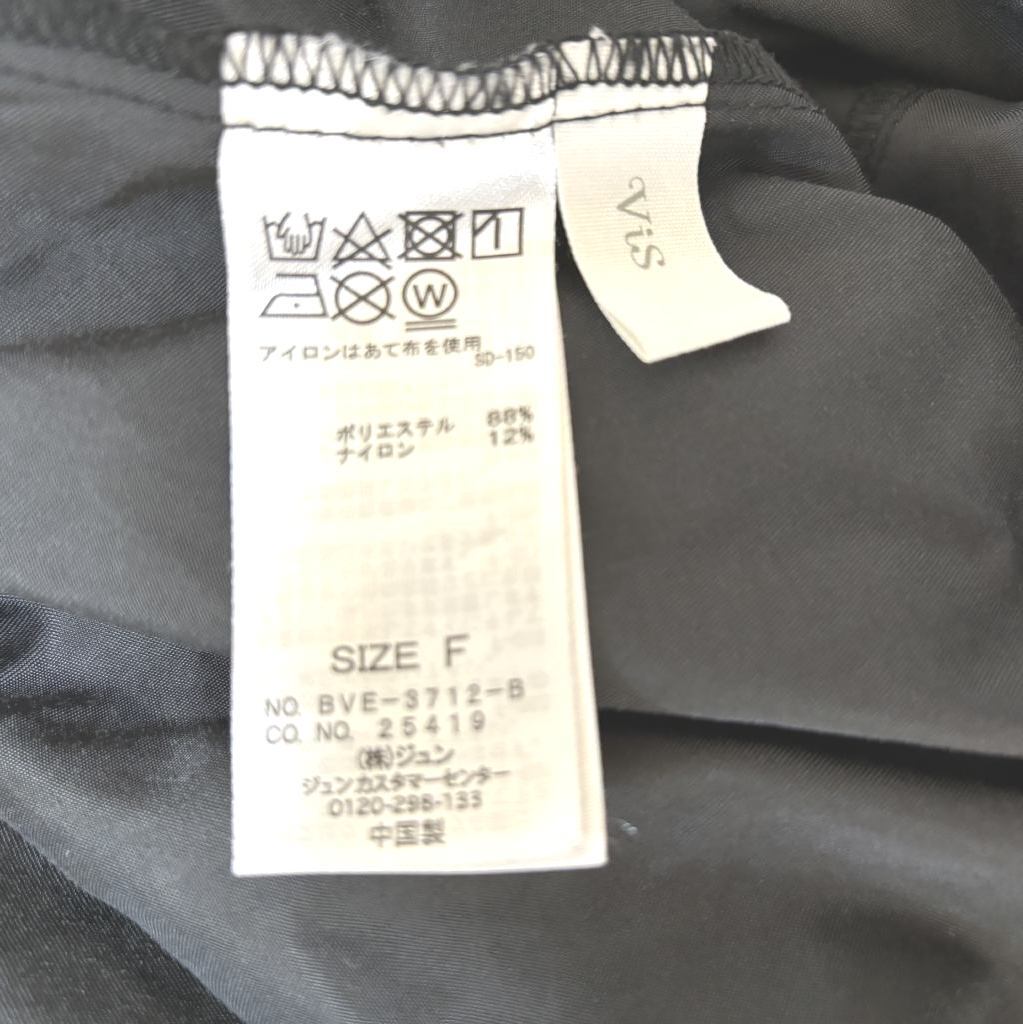 ViS
W
アイロンはあて布を使用
SD-150
ポリエステル 88%
ナイロン 12%
SIZE F
NO. BVE-3712-B
CO. NO. 25419
(株)ジュン
ジュンカスタマーセンター
0120-298-133
中国製